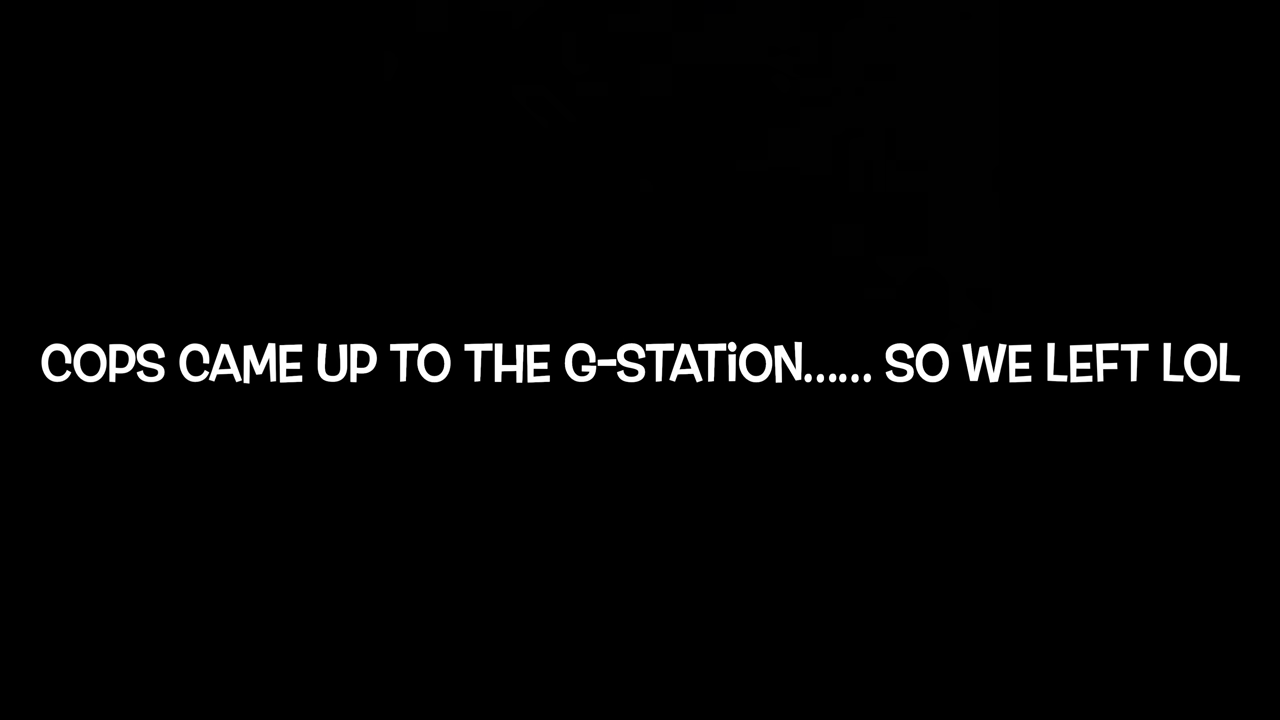 COPS CAME UP TO THE G-STATiON...... SO WE LEFT LOL